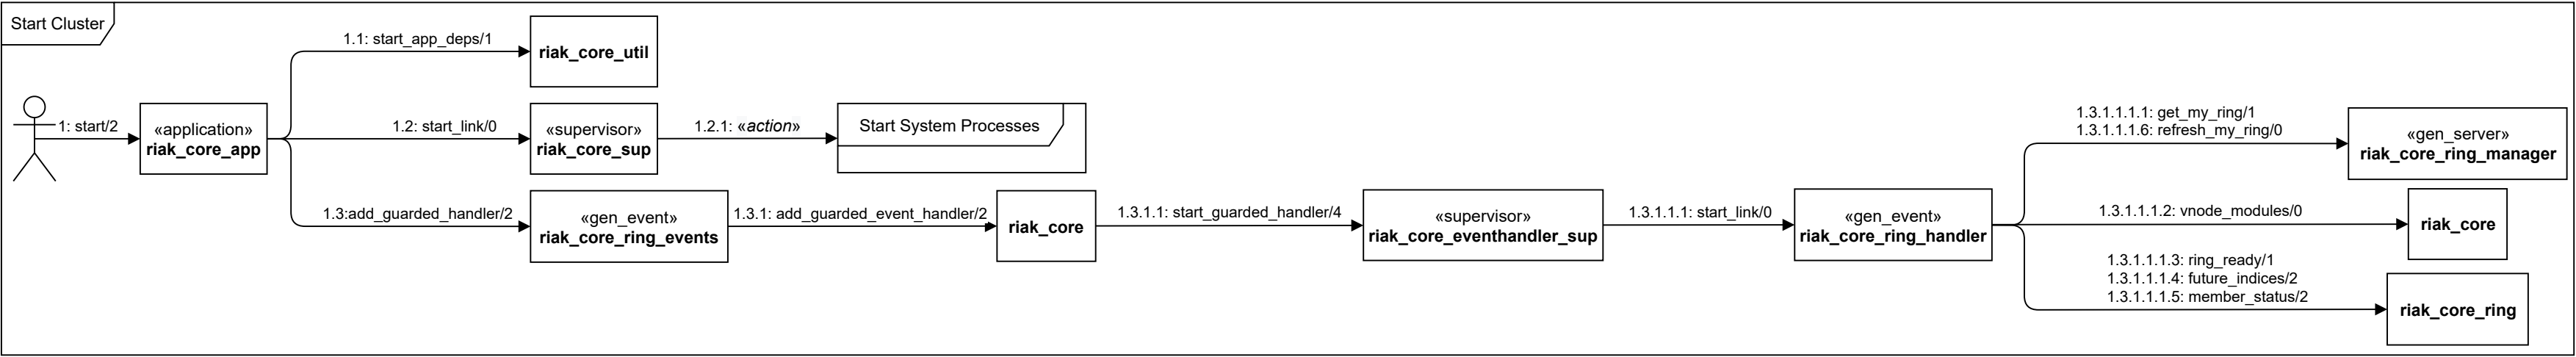 Start Cluster
1: start/2
«application»
riak_core_app
1.1: start_app_deps/1
riak_core_util
1.2: start_link/0
«supervisor»
riak_core_sup
1.2.1: «action»
Start System Processes
1.3:add_guarded_handler/2
«gen_event»
riak_core_ring_events
1.3.1: add_guarded_event_handler/2
riak_core
1.3.1.1: start_guarded_handler/4
«supervisor»
riak_core_eventhandler_sup
1.3.1.1.1: start_link/0
«gen_event»
riak_core_ring_handler
1.3.1.1.1.1: get_my_ring/1
1.3.1.1.1.6: refresh_my_ring/0
«gen_server»
riak_core_ring_manager
1.3.1.1.1.2: vnode_modules/0
riak_core
1.3.1.1.1.3: ring_ready/1
1.3.1.1.1.4: future_indices/2
1.3.1.1.1.5: member_status/2
riak_core_ring